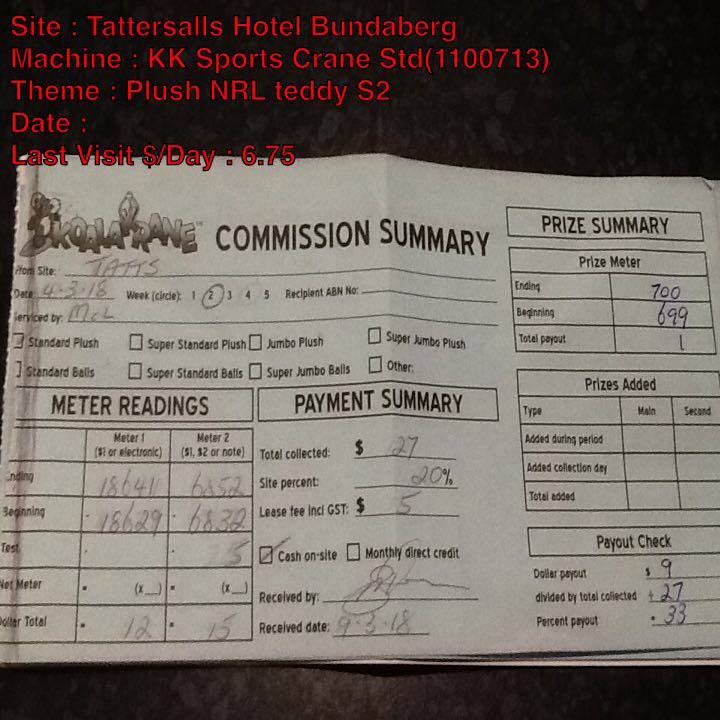 Site : Tattersalls Hotel Bundaberg
Machine : KK Sports Crane Std(1100713)
Theme : Plush NRL teddy S2
Date :
Last Visit $/Day : 6.75
KOALA KRANE™ COMMISSION SUMMARY
From Site: TATTS
Date: 4-3-18 Week (circle): 1 2 3 4 5 Recipient ABN No:
Serviced by: McL
Standard Plush Super Standard Plush Jumbo Plush Super Jumbo Plush
Standard Balls Super Standard Balls Super Jumbo Balls Other:
METER READINGS
Meter 1 Meter 2
($1 or electronic) ($1, $2 or note)
Ending 18641 6852
Beginning 18629 6832
Test 5
Net Meter = (x__) = (x__)
Dollar Total = 12 = 15
PAYMENT SUMMARY
Total collected: $ 27
Site percent: 20%
Lease fee incl GST: $ 5
Cash on-site Monthly direct credit
Received by:
Received date: 9-3-18
PRIZE SUMMARY
Prize Meter
Ending 700
Beginning 699
Total payout 1
Prizes Added
Type Main Second
Added during period
Added collection day
Total added
Payout Check
Dollar payout $ 9
divided by total collected ÷ 27
Percent payout = 33